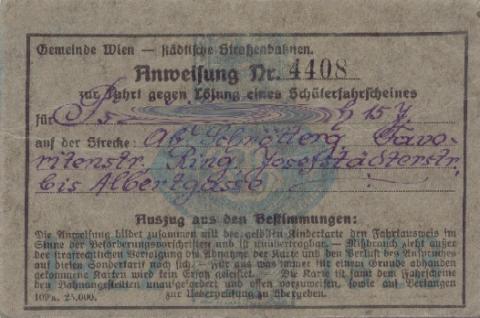 Gemeinde Wien — städtische Straßenbahnen.
Anweisung Nr. 4408
zur Fahrt gegen Lösung eines Schülerfahrscheines
für 15 J.
auf der Strecke: Ab Schrötterg. Favo-
ritenstr. Ring, Josefstädterstr.
bis Albertgasse
Auszug aus den Bestimmungen:
Die Anweisung bildet zusammen mit der gelösten Kinderkarte den Fahrtausweis im
Sinne der Beförderungsvorschriften und ist unübertragbar. — Mißbrauch zieht außer
der strafrechtlichen Verfolgung die Abnahme der Karte und den Verlust des Anspruches
auf diesen Sondertarif nach sich. — Für aus was immer für einem Grunde abhanden
gekommene Karten wird kein Ersatz geleistet. — Die Karte ist samt dem Fahrscheine
den Bahnangestellten unaufgefordert und offen vorzuweisen, sowie auf Verlangen
zur Überprüfung zu übergeben.
25.000.